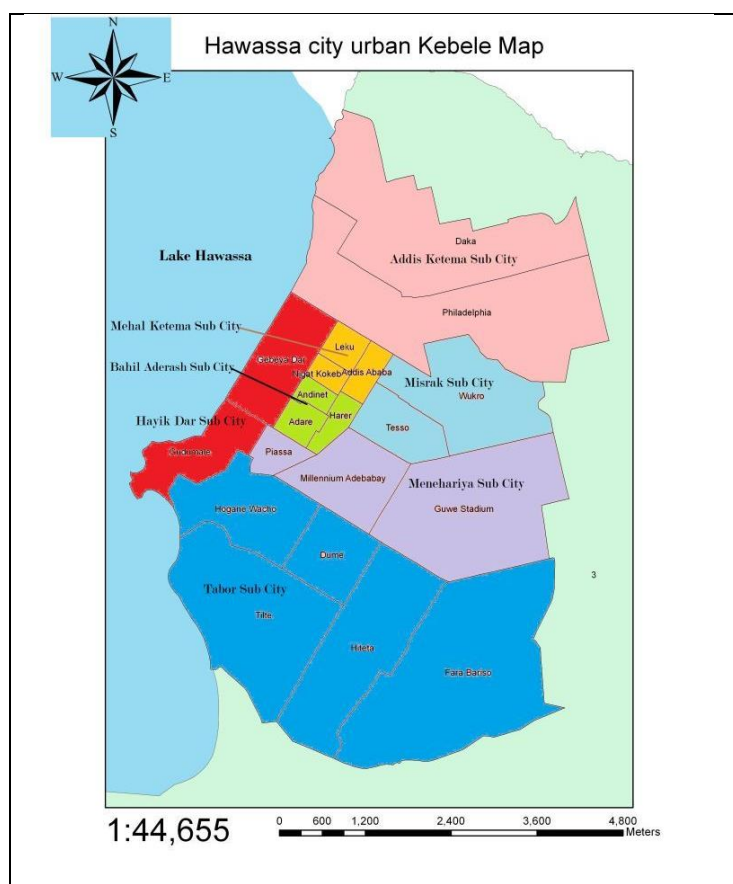 N
Hawassa city urban Kebele Map
W E
S
Daka
Lake Hawassa
Addis Ketema Sub City
Philadelphia
Mehal Ketema Sub City
Leku
Gebeya Dar
Nigat Kokeb
Addis Ababa
Bahil Aderash Sub City
Misrak Sub City
Andinet
Wukro
Harer
Hayik Dar Sub City
Adare
Tesso
Piassa
Menehariya Sub City
Millennium Adebabay
Guwe Stadium
Hogane Wacho
Dume
3
Tabor Sub City
Tilte
Hiteta
Fara
1:44,655
0 600 1,200 2,400 3,600 4,800
Meters